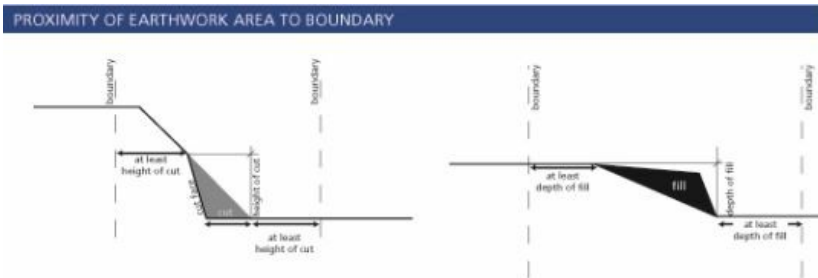 PROXIMITY OF EARTHWORK AREA TO BOUNDARY
boundary
boundary
at least
height of cut
cut face
cut
height of cut
at least
height of cut
boundary
boundary
at least
depth of fill
fill
depth of fill
at least
depth of fill